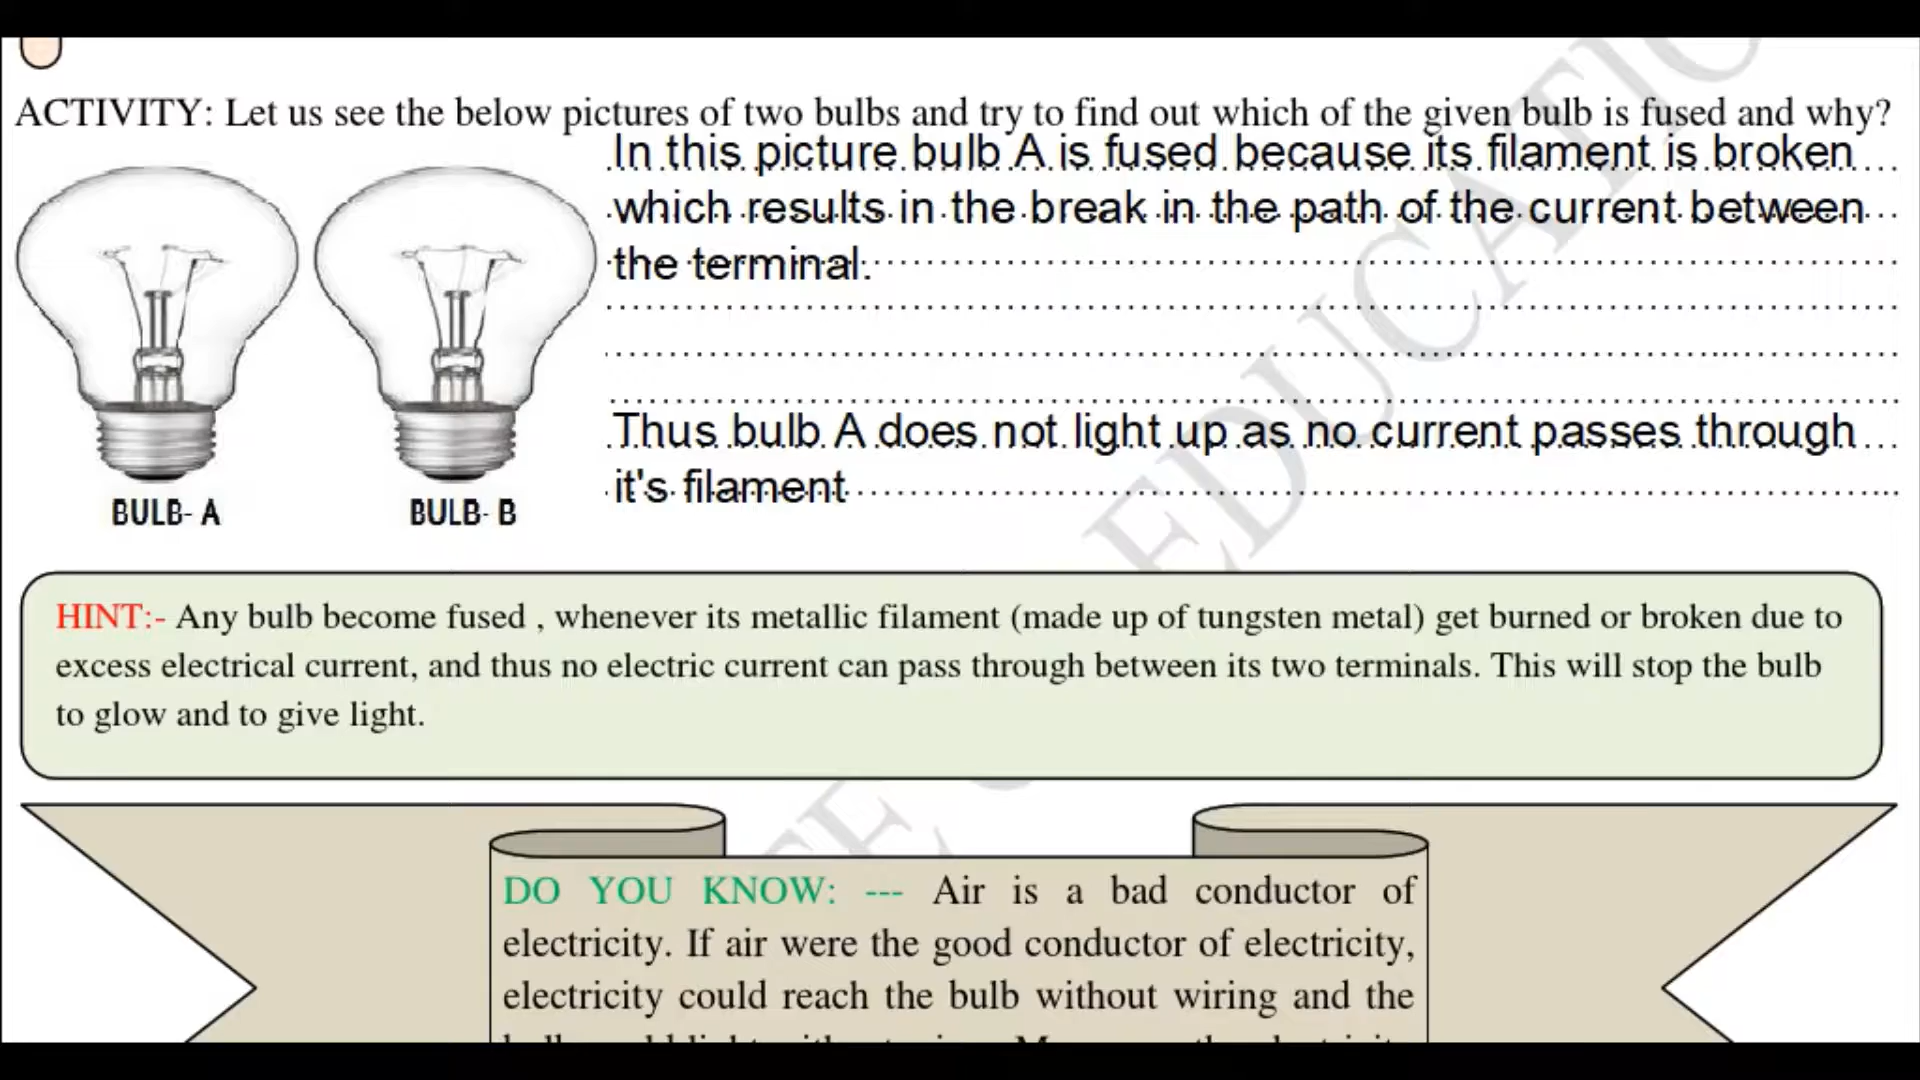 ACTIVITY: Let us see the below pictures of two bulbs and try to find out which of the given bulb is fused and why?
In this picture bulb A is fused because its filament is broken
which results in the break in the path of the current between
the terminal.
Thus bulb A does not light up as no current passes through
it's filament
BULB- A
BULB- B
HINT:- Any bulb become fused , whenever its metallic filament (made up of tungsten metal) get burned or broken due to
excess electrical current, and thus no electric current can pass through between its two terminals. This will stop the bulb
to glow and to give light.
DO YOU KNOW: --- Air is a bad conductor of
electricity. If air were the good conductor of electricity,
electricity could reach the bulb without wiring and the